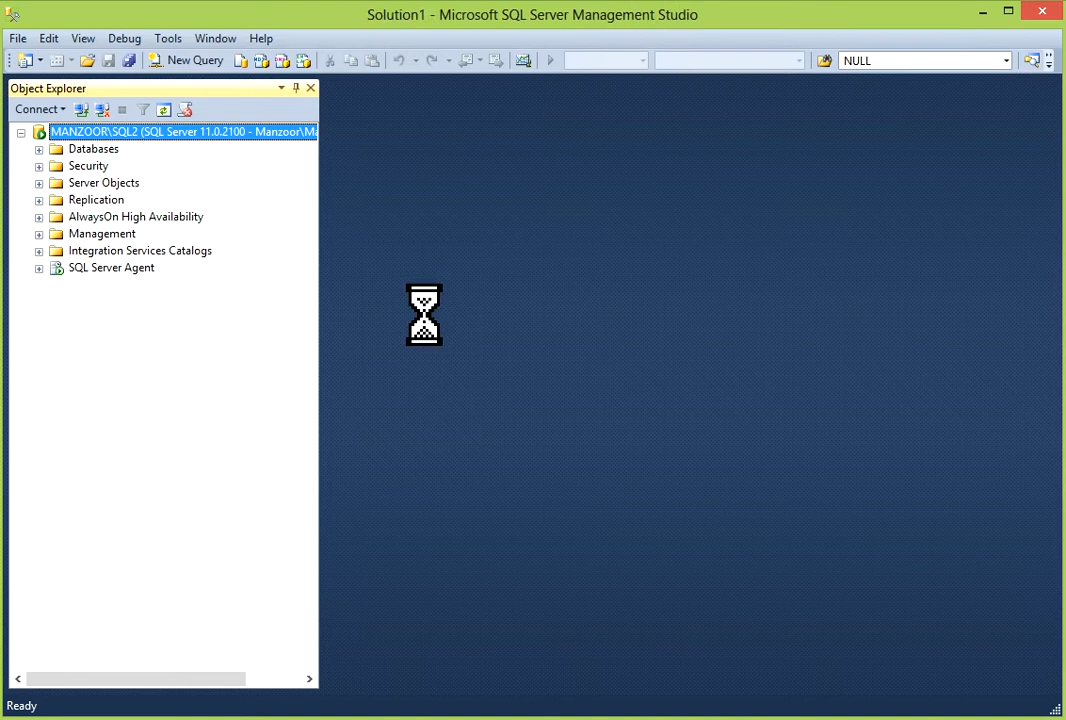 Solution1 - Microsoft SQL Server Management Studio
File Edit View Debug Tools Window Help
New Query NULL
Object Explorer
Connect
MANZOOR\SQL2 (SQL Server 11.0.2100 - Manzoor\Ma
Databases
Security
Server Objects
Replication
AlwaysOn High Availability
Management
Integration Services Catalogs
SQL Server Agent
Ready